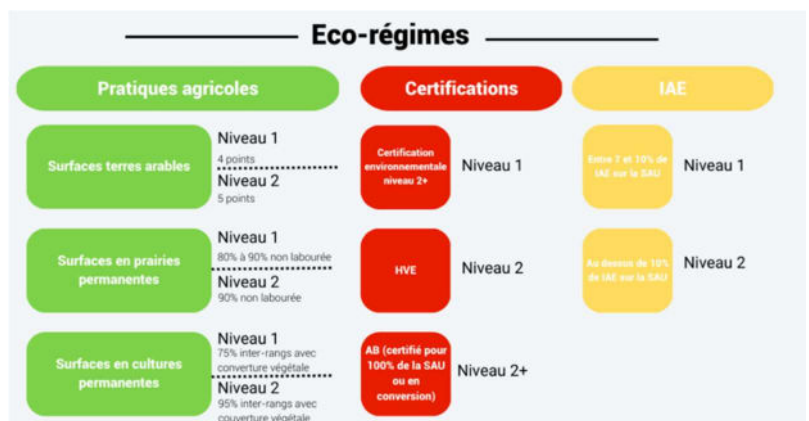 Eco-régimes
Pratiques agricoles
Surfaces terres arables
Niveau 1
4 points
Niveau 2
5 points
Surfaces en prairies
permanentes
Niveau 1
80% à 90% non labourée
Niveau 2
90% non labourée
Surfaces en cultures
permanentes
Niveau 1
75% inter-rangs avec
converture végétale
Niveau 2
95% inter-rangs avec
couverture végétale
Certifications
Certification
environnementale
niveau 2+
Niveau 1
HVE
Niveau 2
AB (certifié pour
100% de la SAU
ou en
conversion)
Niveau 2+
IAE
Entre 7 et 10% de
IAE sur la SAU
Niveau 1
Au dessus de 10%
de IAE sur la SAU
Niveau 2